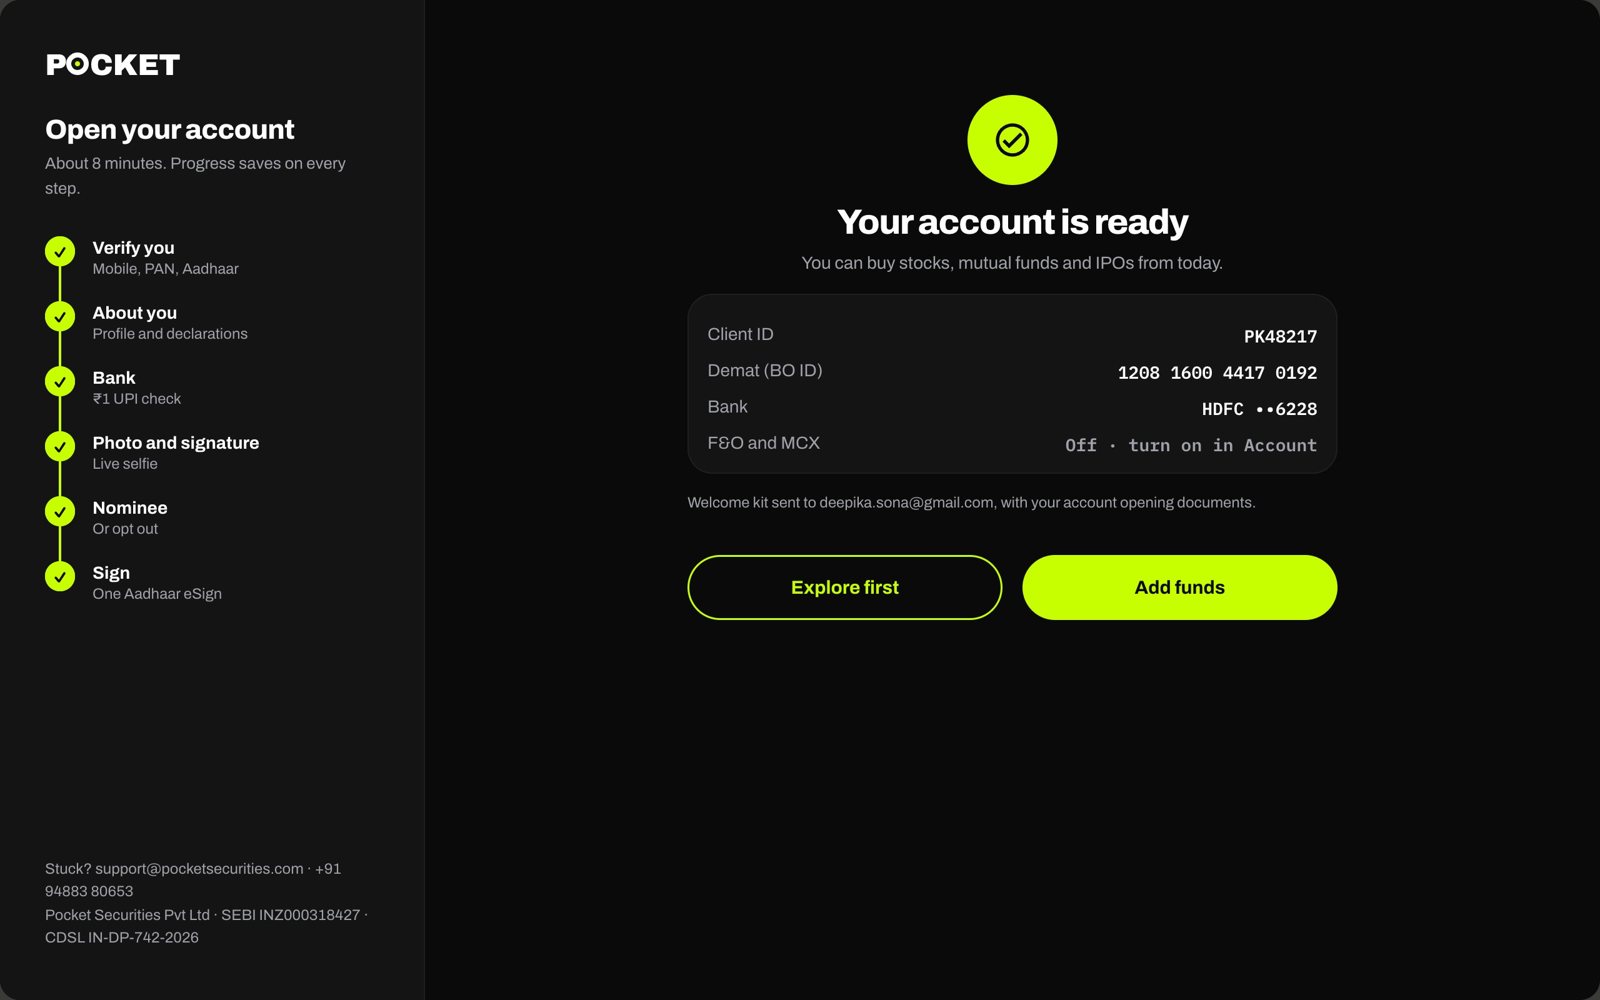 POCKET
Open your account
About 8 minutes. Progress saves on every
step.
Verify you
Mobile, PAN, Aadhaar
About you
Profile and declarations
Bank
₹1 UPI check
Photo and signature
Live selfie
Nominee
Or opt out
Sign
One Aadhaar eSign
Stuck? support@pocketsecurities.com · +91
94883 80653
Pocket Securities Pvt Ltd · SEBI INZ000318427 ·
CDSL IN-DP-742-2026
Your account is ready
You can buy stocks, mutual funds and IPOs from today.
Client ID PK48217
Demat (BO ID) 1208 1600 4417 0192
Bank HDFC ••6228
F&O and MCX Off · turn on in Account
Welcome kit sent to deepika.sona@gmail.com, with your account opening documents.
Explore first Add funds